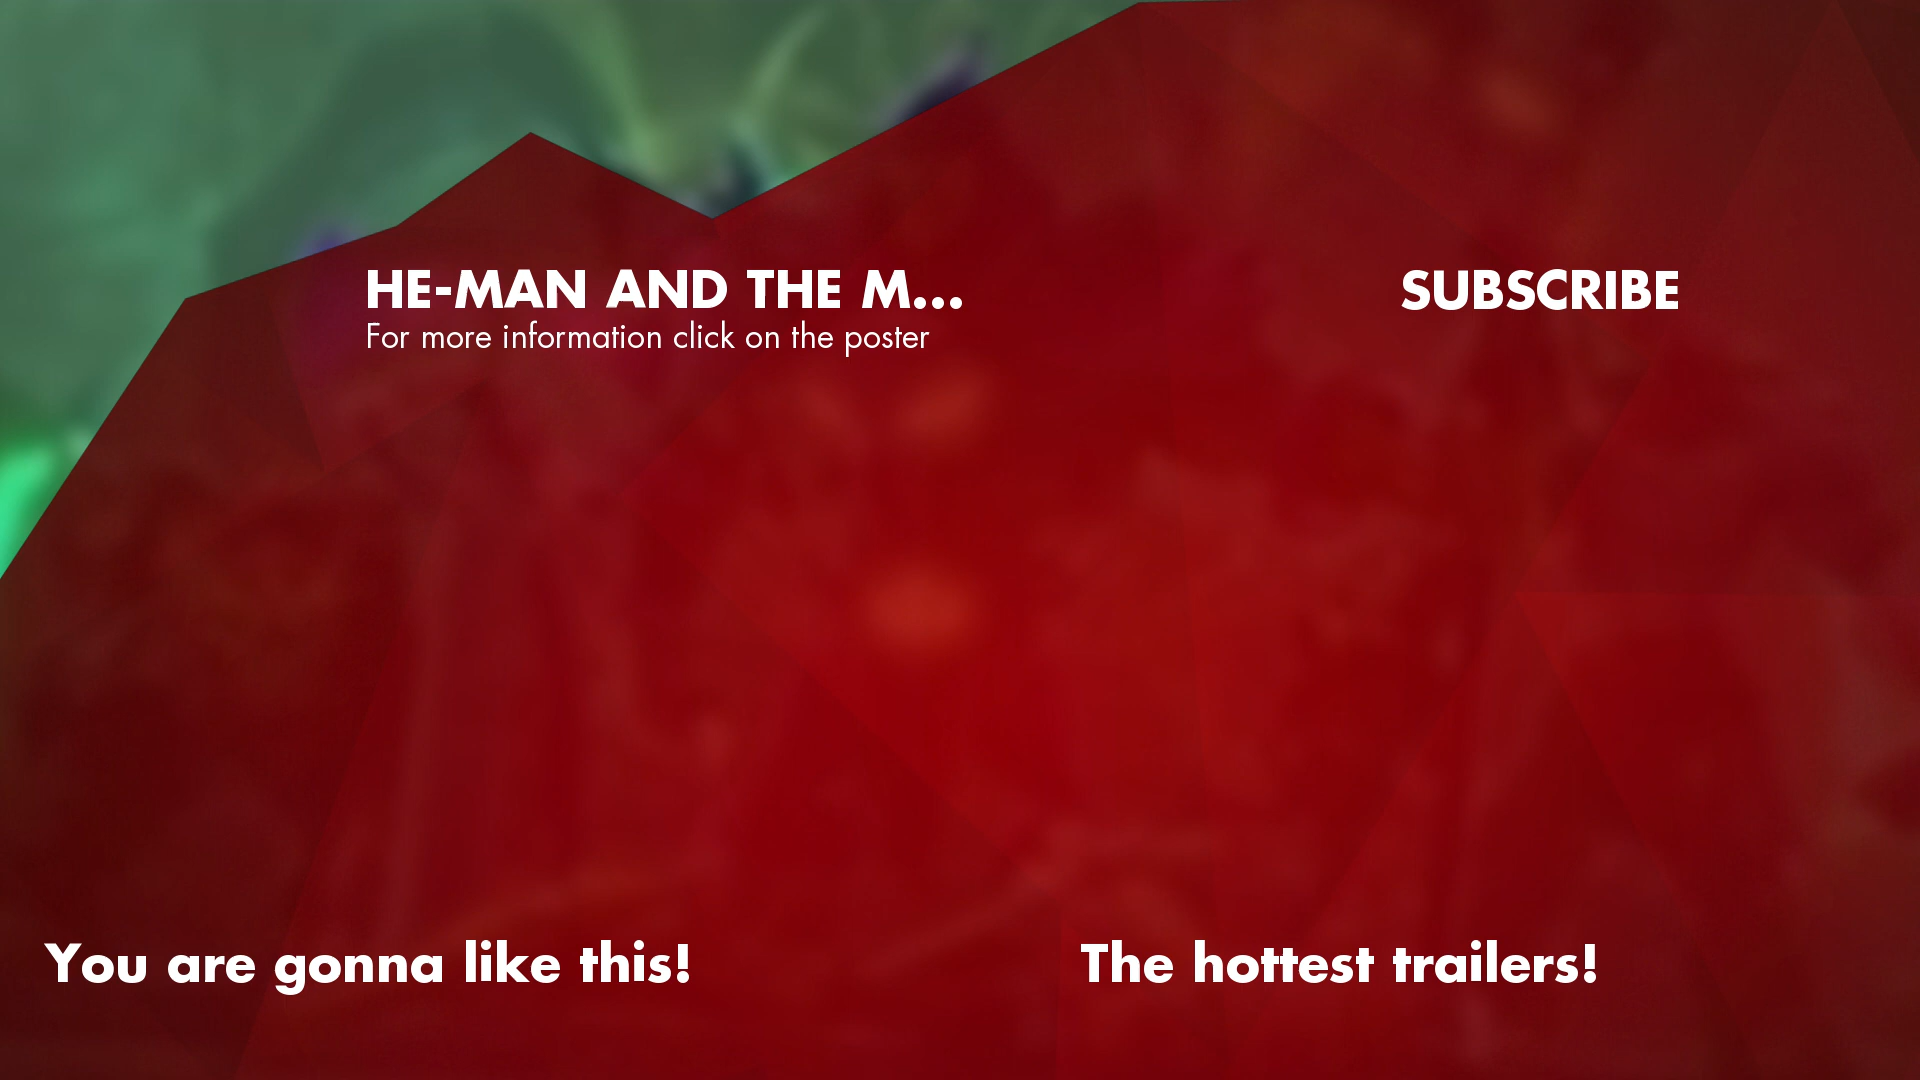 HE-MAN AND THE M...
For more information click on the poster
SUBSCRIBE
You are gonna like this!
The hottest trailers!